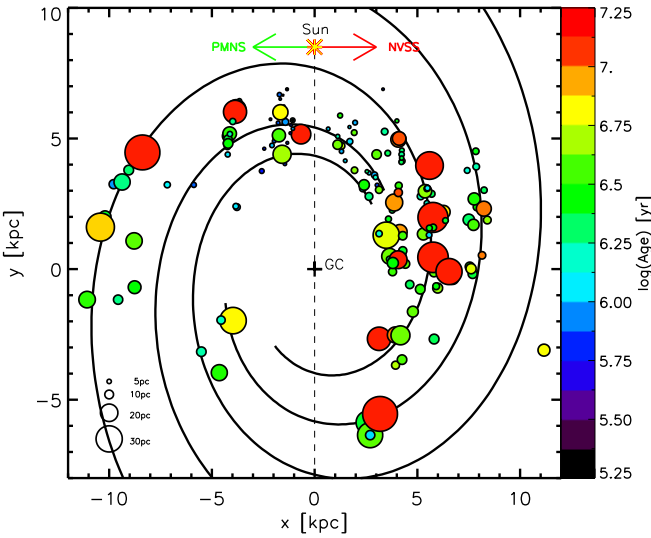 Sun
PMNS
NVSS
10
5
0
−5
y [kpc]
GC
5pc
10pc
20pc
30pc
−10
−5
0
5
10
x [kpc]
7.25
7.
6.75
6.5
6.25
6.00
5.75
5.50
5.25
log(Age) [yr]